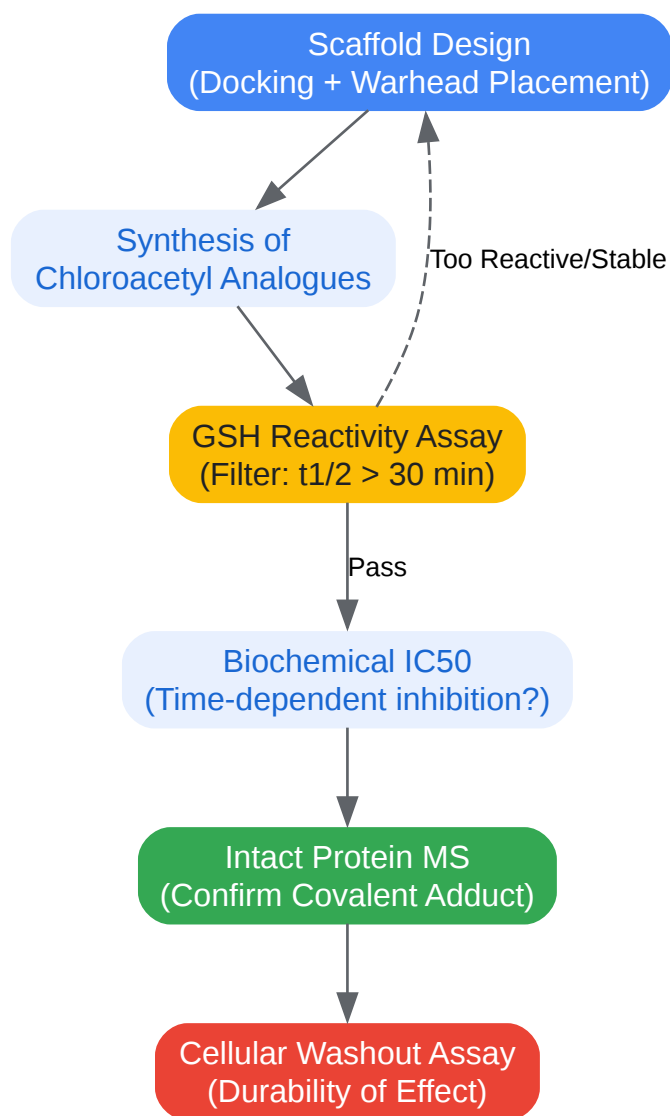 Scaffold Design
(Docking + Warhead Placement)
Synthesis of
Chloroacetyl Analogues
Too Reactive/Stable
GSH Reactivity Assay
(Filter: t1/2 > 30 min)
Pass
Biochemical IC50
(Time-dependent inhibition?)
Intact Protein MS
(Confirm Covalent Adduct)
Cellular Washout Assay
(Durability of Effect)